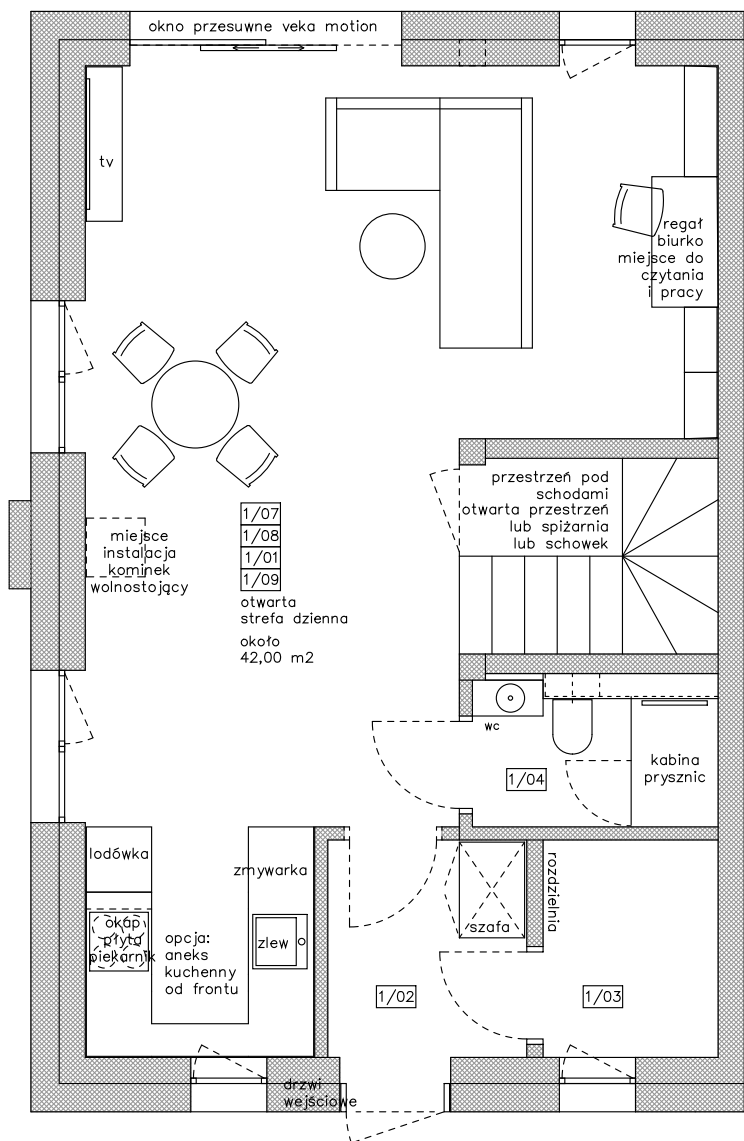 okno przesuwne veka motion
tv
regał
biurko
miejsce do
czytania
i pracy
przestrzeń pod
schodami
otwarta przestrzeń
lub spiżarnia
lub schowek
1/07
1/08
1/01
1/09
otwarta
strefa dzienna
około
42,00 m2
miejsce
instalacja
kominek
wolnostojący
wc
1/04
kabina
prysznic
lodówka
zmywarka
okap
płyta
piekarnik
opcja:
aneks
kuchenny
od frontu
zlew
szafa
rozdzielnia
1/02
1/03
drzwi
wejściowe